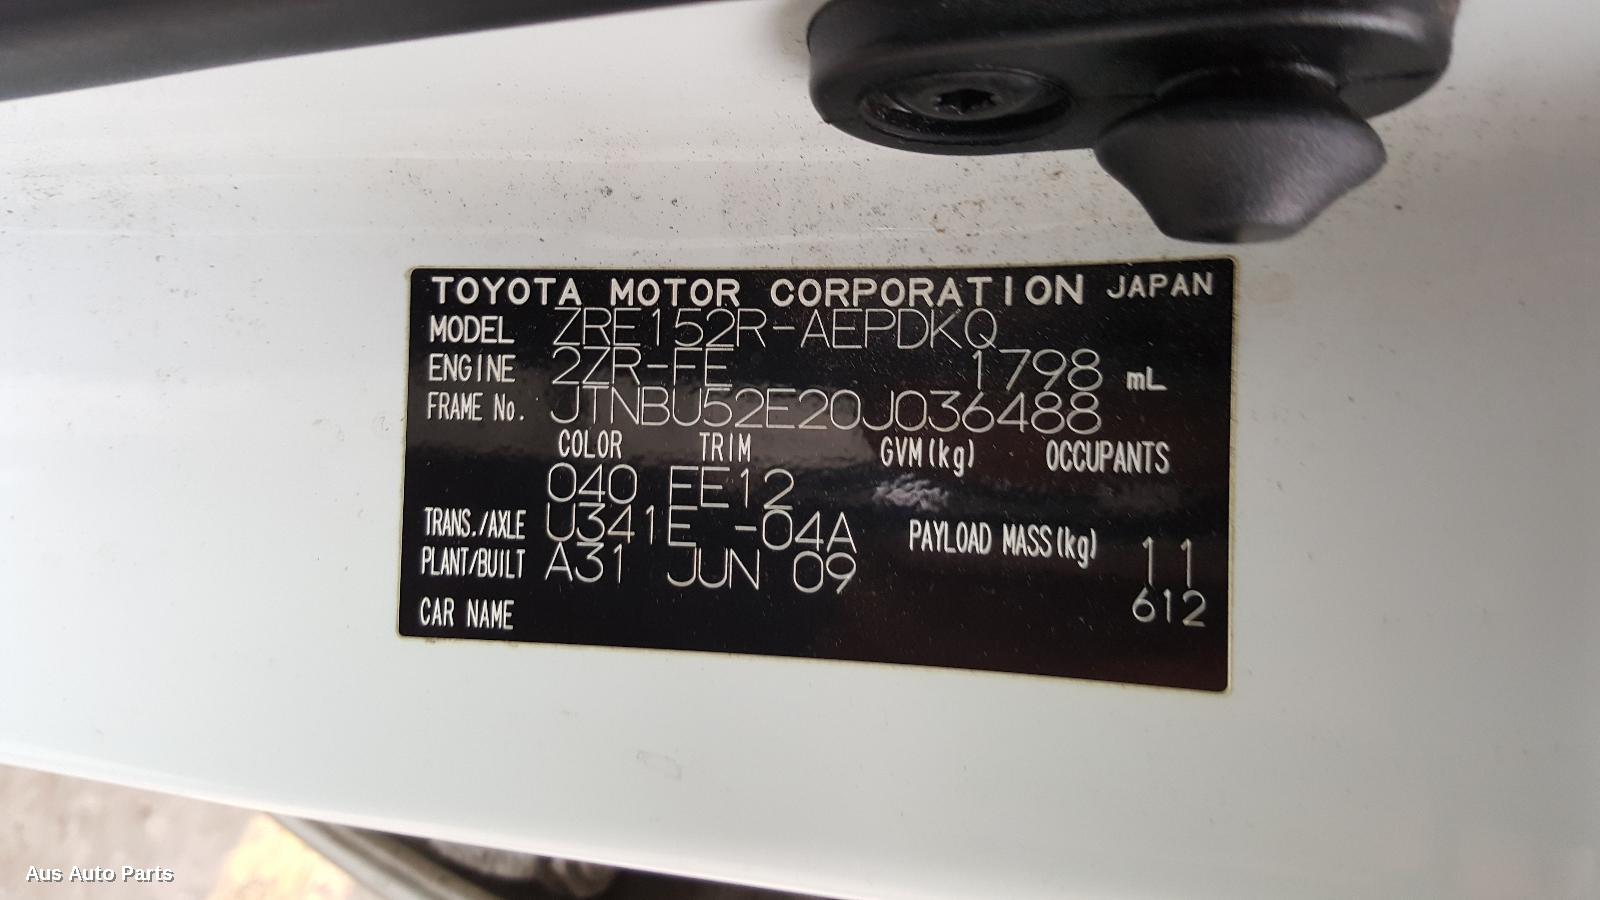 TOYOTA MOTOR CORPORATION JAPAN
MODEL ZRE152R-AEPDKQ
ENGINE 2ZR-FE 1798 mL
FRAME No. JTNBU52E20J036488
COLOR TRIM GVM(kg) OCCUPANTS
040 FE12
TRANS./AXLE U341E -04A PAYLOAD MASS(kg) 11
PLANT/BUILT A31 JUN 09 612
CAR NAME
Aus Auto Parts